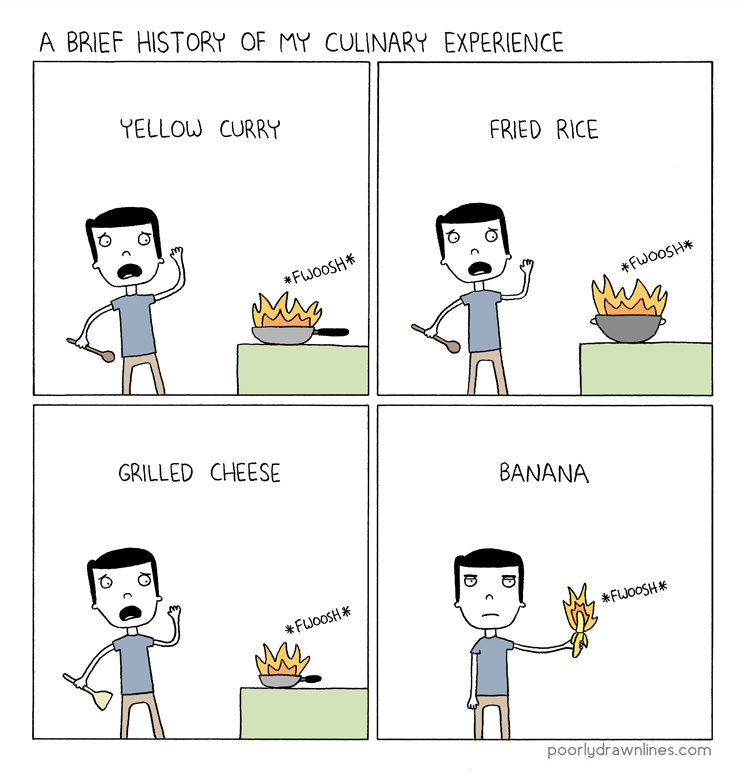 A BRIEF HISTORY OF MY CULINARY EXPERIENCE
YELLOW CURRY
*FWOOSH*
FRIED RICE
*FWOOSH*
GRILLED CHEESE
*FWOOSH*
BANANA
*FWOOSH*
poorlydrawnlines.com